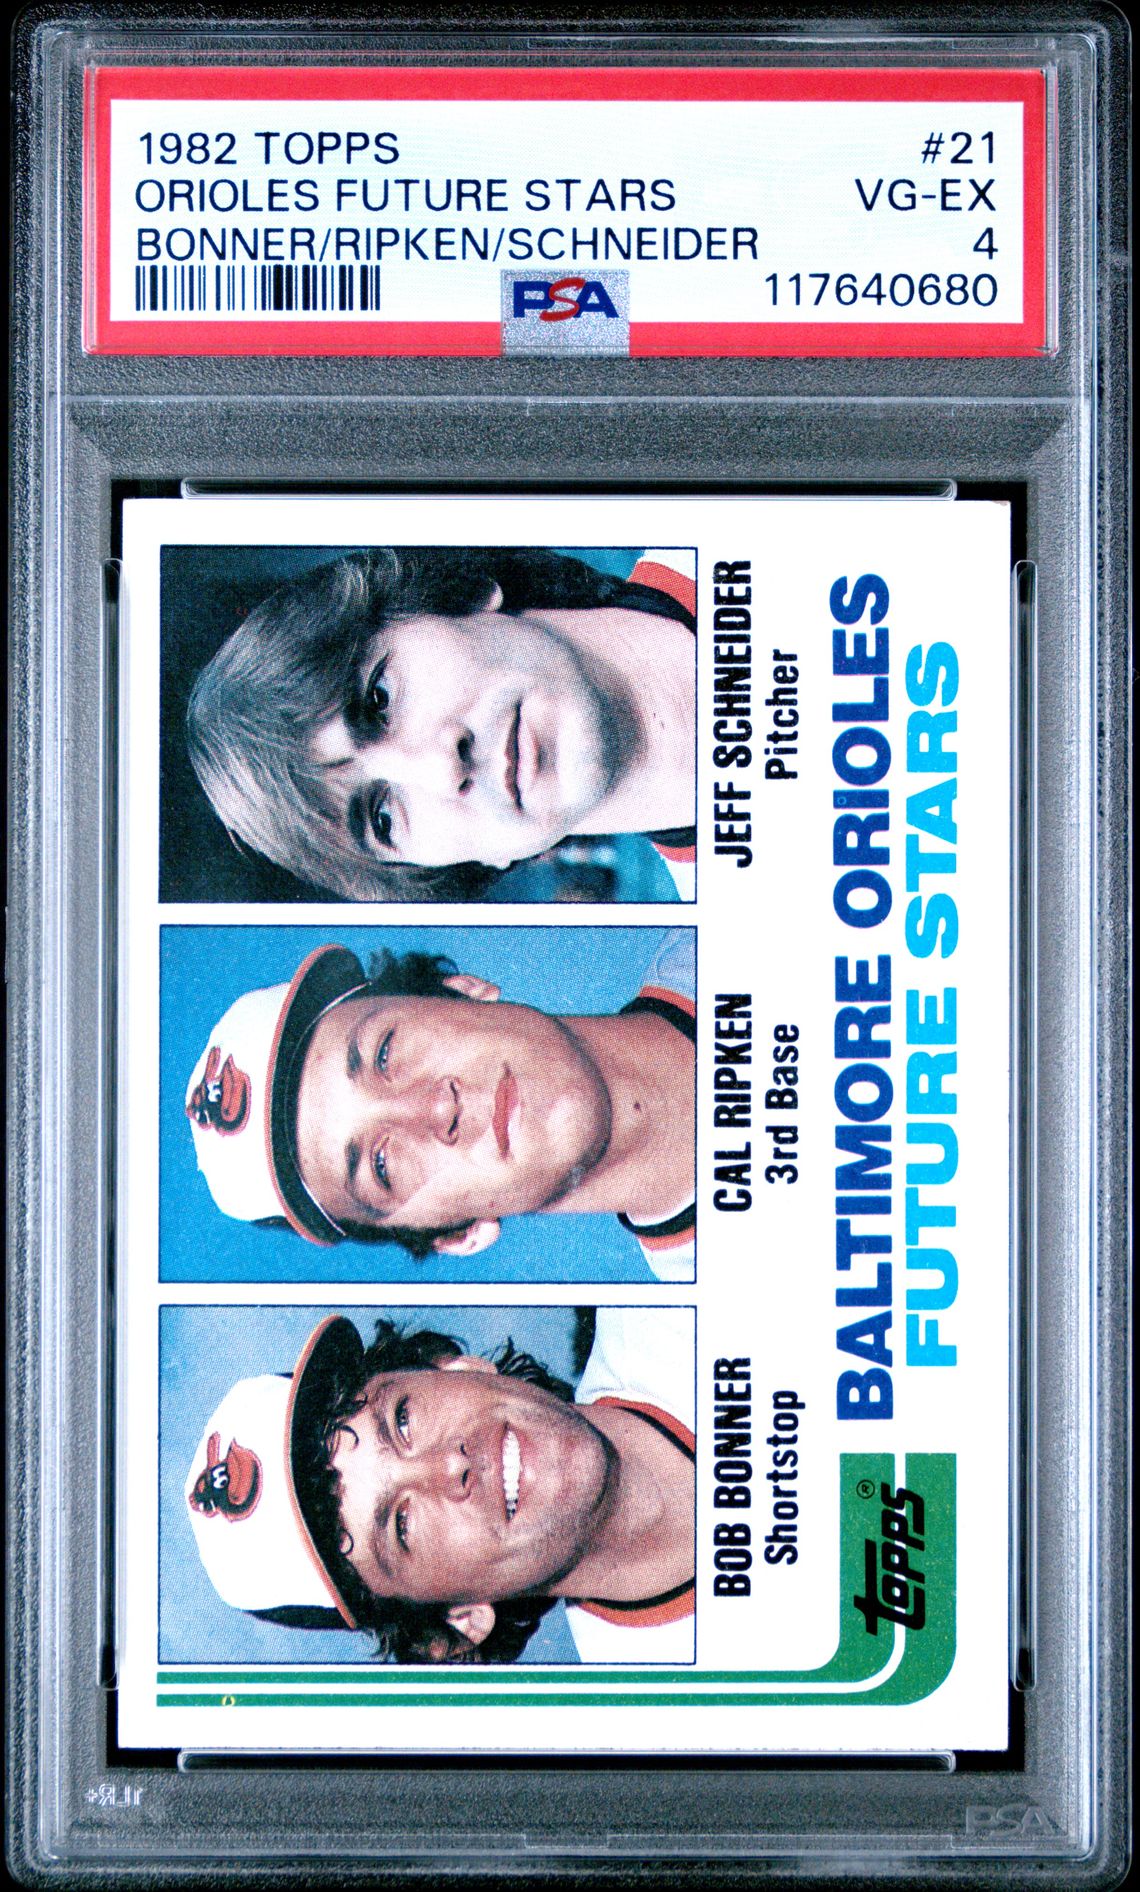 1982 TOPPS #21
ORIOLES FUTURE STARS VG-EX
BONNER/RIPKEN/SCHNEIDER 4
PSA 117640680
BOB BONNER
Shortstop
CAL RIPKEN
3rd Base
JEFF SCHNEIDER
Pitcher
BALTIMORE ORIOLES
FUTURE STARS
topps®
PSA